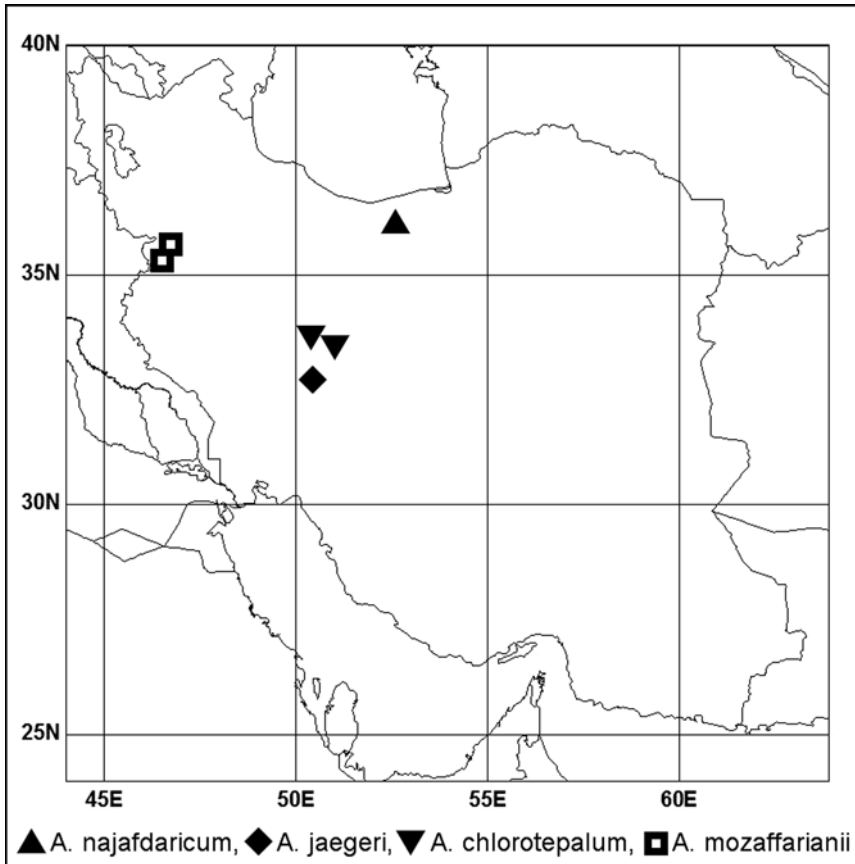 40N
35N
30N
25N
45E 50E 55E 60E
A. najafdaricum, A. jaegeri, A. chlorotepalum, A. mozaffarianii